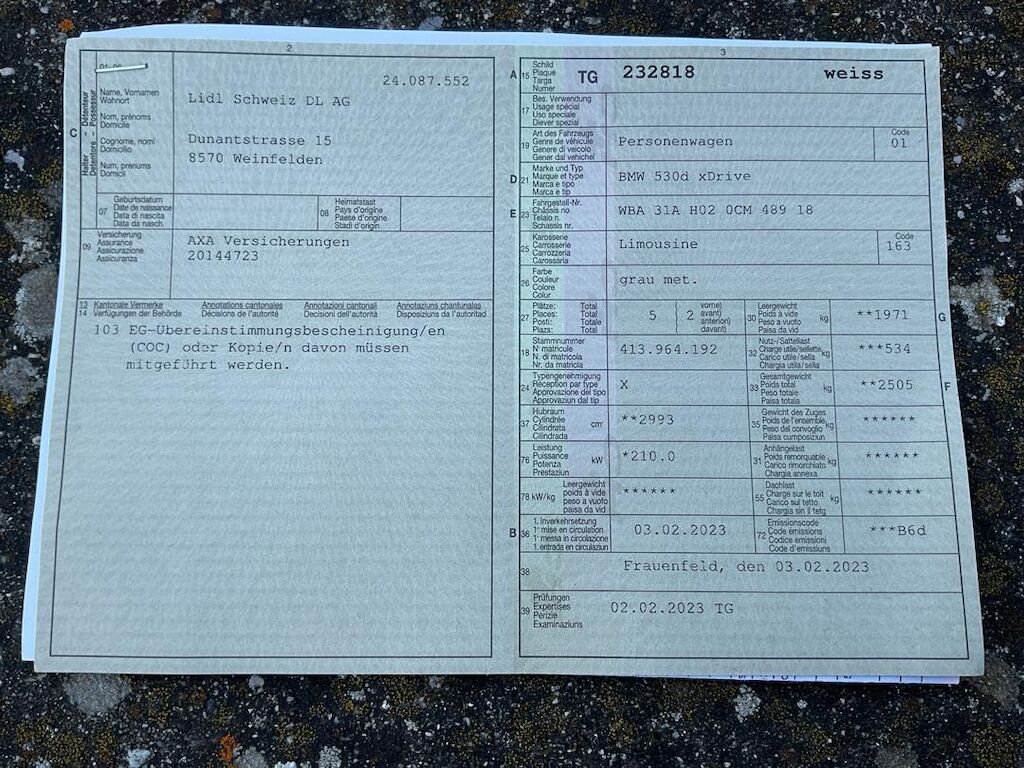 2
01-06
24.087.552
C
Halter – Détenteur
Detentore – Possessur
Name, Vornamen
Wohnort
Nom, prénoms
Domicile
Cognome, nomi
Domicilio
Num, prenums
Domicil
Lidl Schweiz DL AG
Dunantstrasse 15
8570 Weinfelden
07
Geburtsdatum
Date de naissance
Data di nascita
Data da nasch.
08
Heimatstaat
Pays d'origine
Paese d'origine
Stadi d'origin
09
Versicherung
Assurance
Assicurazione
Assicuranza
AXA Versicherungen
20144723
13 Kantonale Vermerke Annotations cantonales Annotazioni cantonali Annotaziuns chantunalas
14 Verfügungen der Behörde Décisions de l'autorité Decisioni dell'autorità Disposiziuns da l'autoritad
103 EG-Übereinstimmungsbescheinigung/en
(COC) oder Kopie/n davon müssen
mitgeführt werden.
3
A 15
Schild
Plaque
Targa
Numer
TG 232818 weiss
17
Bes. Verwendung
Usage spécial
Uso speciale
Diever spezial
19
Art des Fahrzeugs
Genre de véhicule
Genere di veicolo
Gener dal vehichel
Personenwagen
Code
01
D 21
Marke und Typ
Marque et type
Marca e tipo
Marca e tip
BMW 530d xDrive
E 23
Fahrgestell-Nr.
Châssis no
Telaio n.
Schassis nr.
WBA 31A H02 0CM 489 18
25
Karosserie
Carrosserie
Carrozzeria
Carossaria
Limousine
Code
163
26
Farbe
Couleur
Colore
Colur
grau met.
27
Plätze: Total
Places: Total
Posti: Totale
Plazs: Total
5
2
vorne)
avant)
anteriori)
davant)
30
Leergewicht
Poids à vide
Peso a vuoto
Paisa da vid
kg
**1971
G
18
Stammnummer
N° matricule
N. di matricola
Nr. da matricla
413.964.192
32
Nutz-/Sattellast
Charge utile/sellette
Carico utile/sella
Chargia utila/sella
kg
***534
24
Typengenehmigung
Réception par type
Approvazione del tipo
Approvaziun dal tip
X
33
Gesamtgewicht
Poids total
Peso totale
Paisa totala
kg
**2505
F
37
Hubraum
Cylindrée
Cilindrata
Cilindrada
cm³
**2993
35
Gewicht des Zuges
Poids de l'ensemble
Peso del convoglio
Paisa cumposiziun
kg
******
76
Leistung
Puissance
Potenza
Prestaziun
kW
*210.0
31
Anhängelast
Poids remorquable
Carico rimorchiato
Chargia annexa
kg
******
78 kW/kg
Leergewicht
poids à vide
peso a vuoto
paisa da vid
******
55
Dachlast
Charge sur le toit
Carico sul tetto
Chargia sin il tetg
kg
******
B 36
1. Inverkehrsetzung
1re mise en circulation
1a messa in circolazione
1. entrada en circulaziun
03.02.2023
72
Emissionscode
Code émissions
Codice emissioni
Code d'emissiuns
***B6d
38
Frauenfeld, den 03.02.2023
39
Prüfungen
Expertises
Perizie
Examinaziuns
02.02.2023 TG